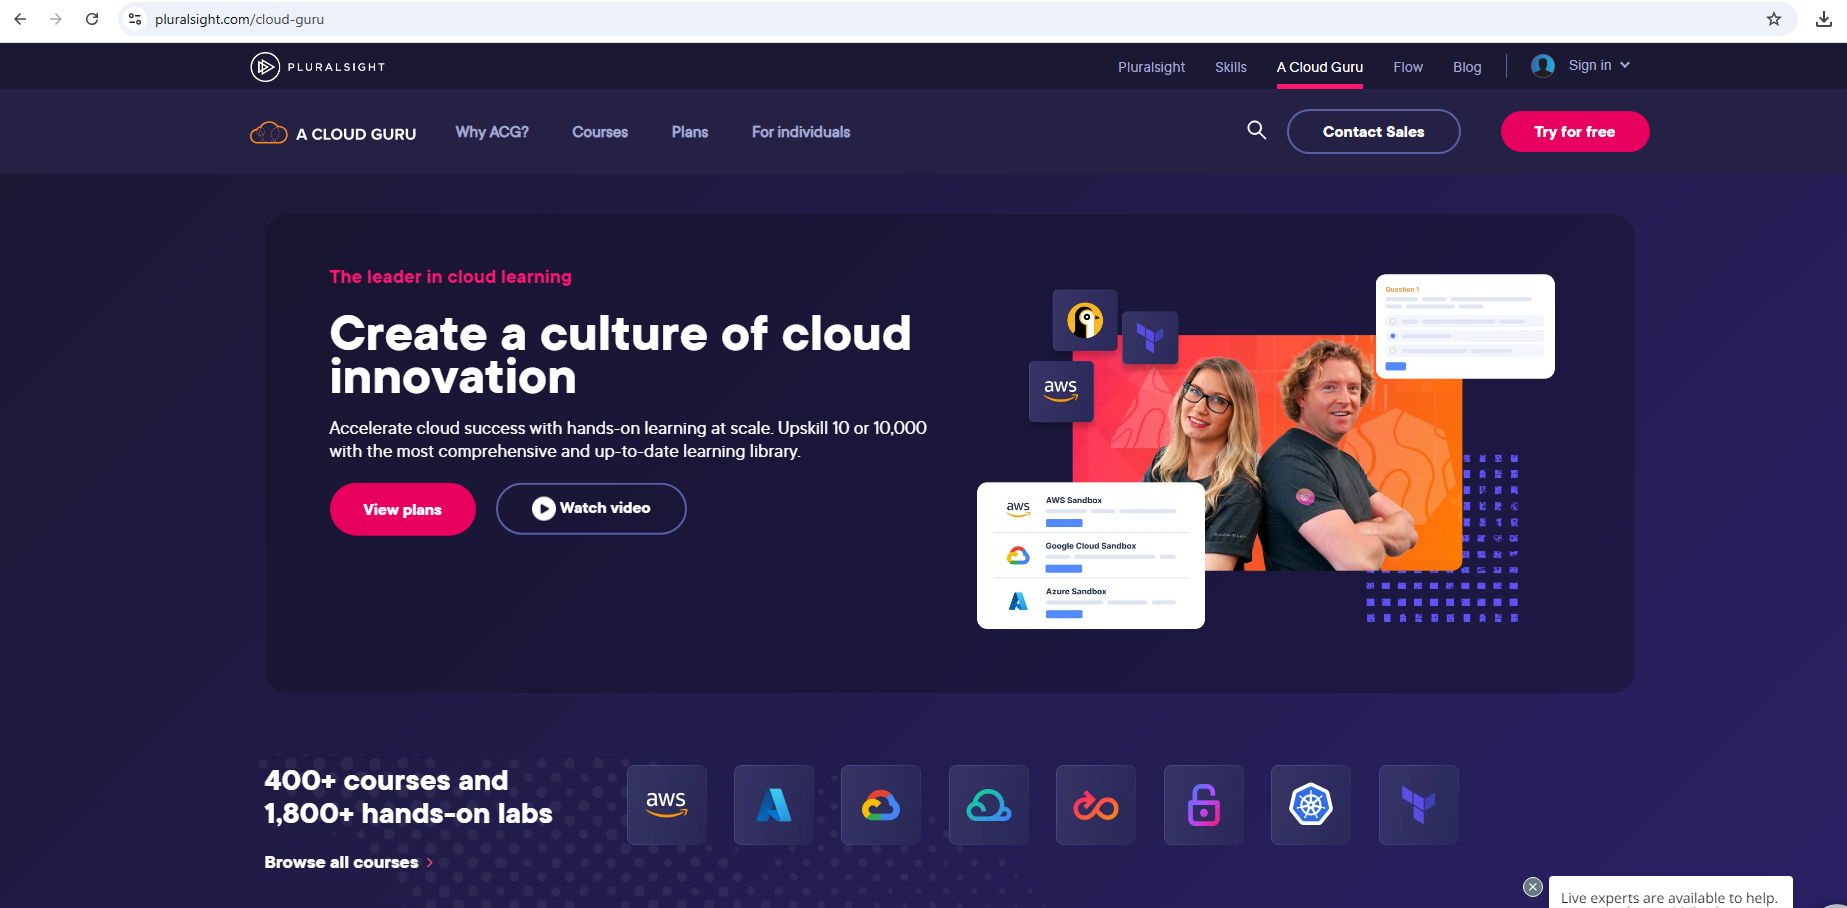 pluralsight.com/cloud-guru
PLURALSIGHT
Pluralsight
Skills
A Cloud Guru
Flow
Blog
Sign in
A CLOUD GURU
Why ACG?
Courses
Plans
For individuals
Contact Sales
Try for free
The leader in cloud learning
Create a culture of cloud
innovation
Accelerate cloud success with hands-on learning at scale. Upskill 10 or 10,000
with the most comprehensive and up-to-date learning library.
View plans
Watch video
aws
Question 1
aws
AWS Sandbox
Google Cloud Sandbox
Azure Sandbox
PLURALSIGHT
400+ courses and
1,800+ hands-on labs
Browse all courses
aws
Live experts are available to help.